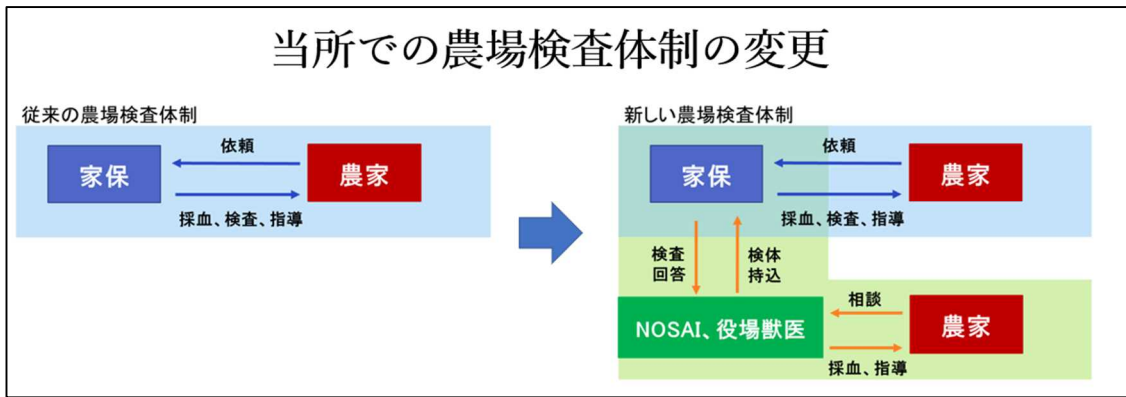 当所での農場検査体制の変更
従来の農場検査体制
依頼
家保
農家
採血、検査、指導
新しい農場検査体制
依頼
家保
農家
採血、検査、指導
検査
回答
検体
持込
相談
NOSAI、役場獣医
農家
採血、指導